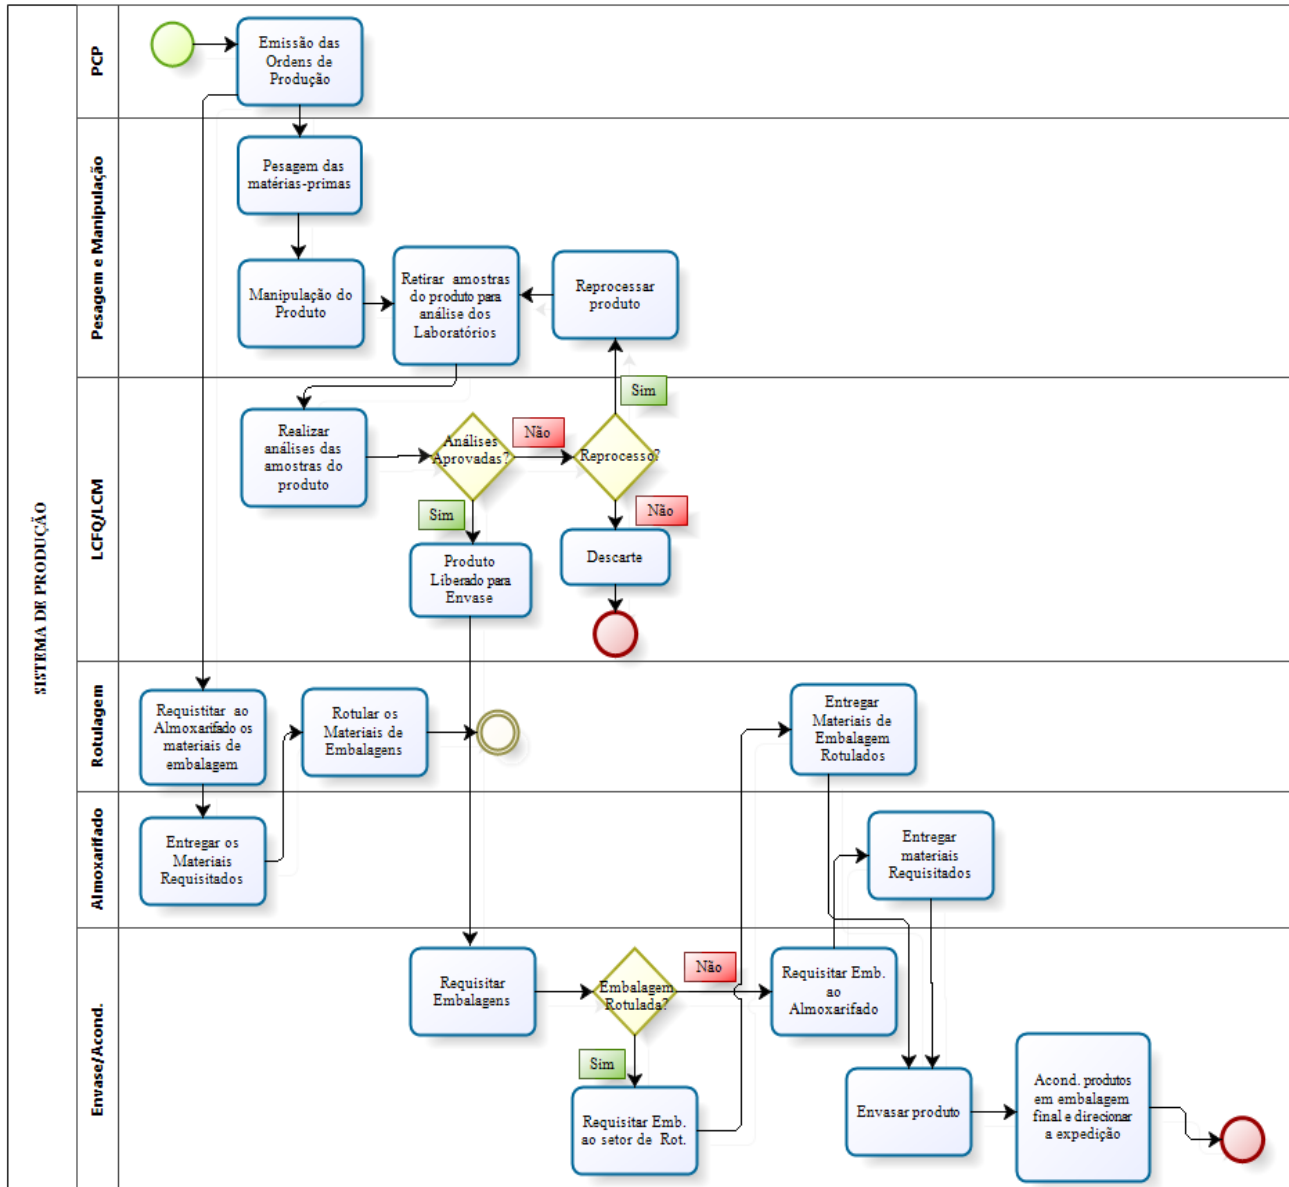 SISTEMA DE PRODUÇÃO
PCP
Emissão das
Ordens de
Produção
Pesagem e Manipulação
Pesagem das
matérias-primas
Manipulação do
Produto
Retirar amostras
do produto para
análise dos
Laboratórios
Reprocessar
produto
LCFQ/LCM
Realizar
análises das
amostras do
produto
Análises
Aprovadas?
Não
Reprocesso?
Sim
Sim
Não
Produto
Liberado para
Envase
Descarte
Rotulagem
Requistitar ao
Almoxarifado os
materiais de
embalagem
Rotular os
Materiais de
Embalagens
Entregar
Materiais de
Embalagem
Rotulados
Almoxarifado
Entregar os
Materiais
Requisitados
Entregar
materiais
Requisitados
Envase/Acond.
Requisitar
Embalagens
Embalagem
Rotulada?
Não
Requisitar Emb.
ao
Almoxarifado
Sim
Requisitar Emb.
ao setor de Rot.
Envasar produto
Acond. produtos
em embalagem
final e direcionar
a expedição